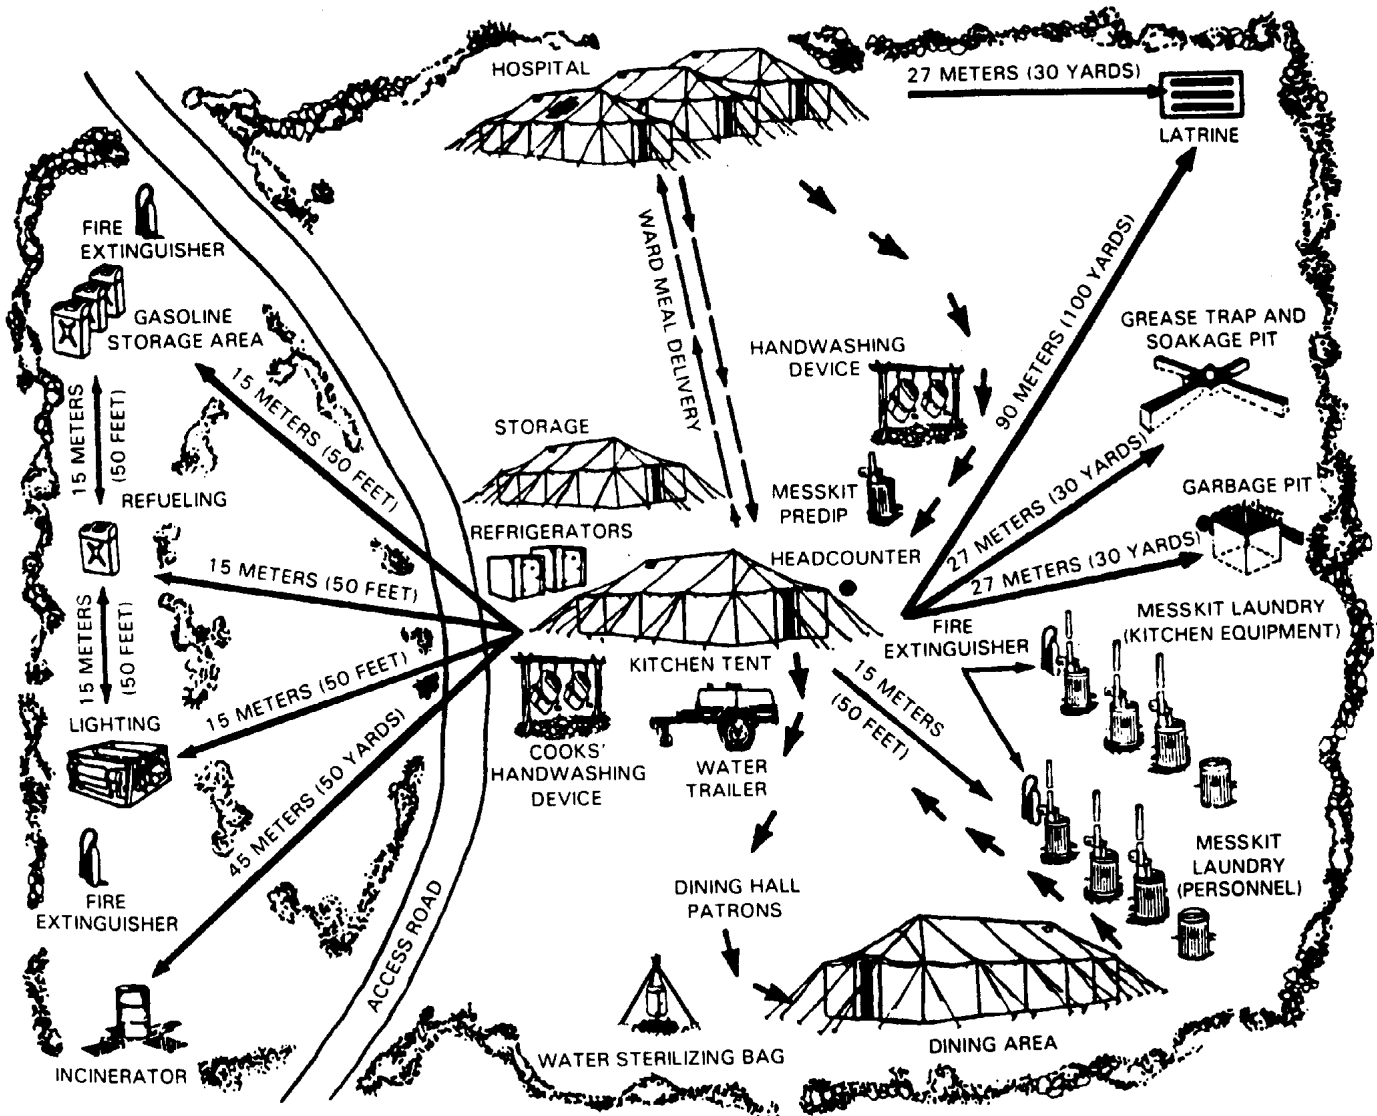 HOSPITAL
27 METERS (30 YARDS)
LATRINE
FIRE
EXTINGUISHER
GASOLINE
STORAGE AREA
15 METERS (50 FEET)
15 METERS
(50 FEET)
WARD MEAL DELIVERY
HANDWASHING
DEVICE
90 METERS (100 YARDS)
GREASE TRAP AND
SOAKAGE PIT
STORAGE
MESSKIT
PREDIP
27 METERS (30 YARDS)
GARBAGE PIT
REFUELING
REFRIGERATORS
HEADCOUNTER
27 METERS (30 YARDS)
15 METERS (50 FEET)
15 METERS
(50 FEET)
MESSKIT LAUNDRY
(KITCHEN EQUIPMENT)
FIRE
EXTINGUISHER
KITCHEN TENT
15 METERS (50 FEET)
15 METERS
(50 FEET)
LIGHTING
45 METERS (50 YARDS)
COOKS'
HANDWASHING
DEVICE
WATER
TRAILER
MESSKIT
LAUNDRY
(PERSONNEL)
DINING HALL
PATRONS
FIRE
EXTINGUISHER
ACCESS ROAD
INCINERATOR
WATER STERILIZING BAG
DINING AREA